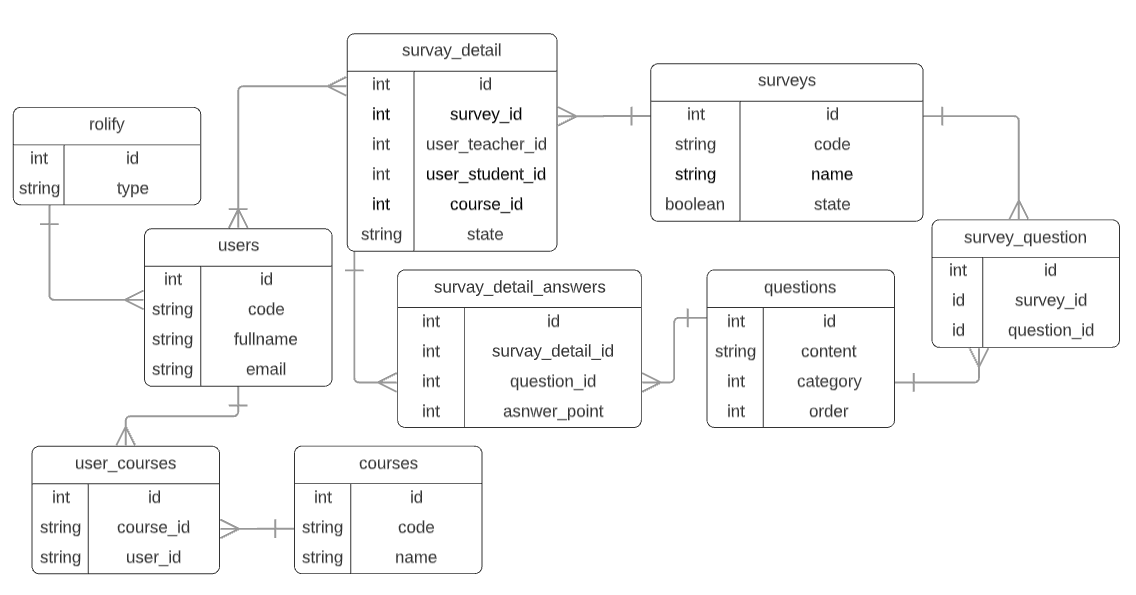 survay_detail
int id
int survey_id
int user_teacher_id
int user_student_id
int course_id
string state
surveys
int id
string code
string name
boolean state
rolify
int id
string type
users
int id
string code
string fullname
string email
survey_question
int id
id survey_id
id question_id
survay_detail_answers
int id
int survay_detail_id
int question_id
int asnwer_point
questions
int id
string content
int category
int order
user_courses
int id
string course_id
string user_id
courses
int id
string code
string name